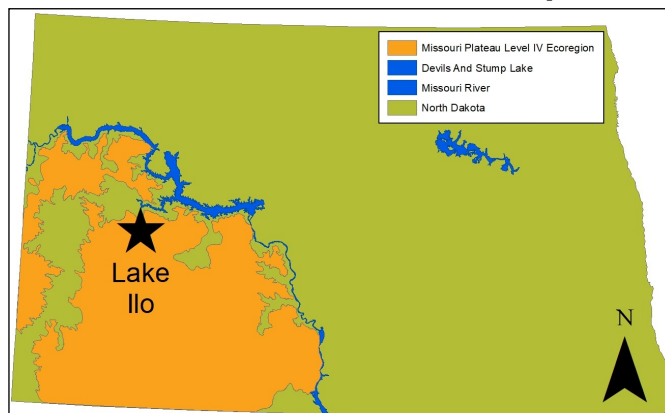 Missouri Plateau Level IV Ecoregion
Devils And Stump Lake
Missouri River
North Dakota
Lake
Ilo
N